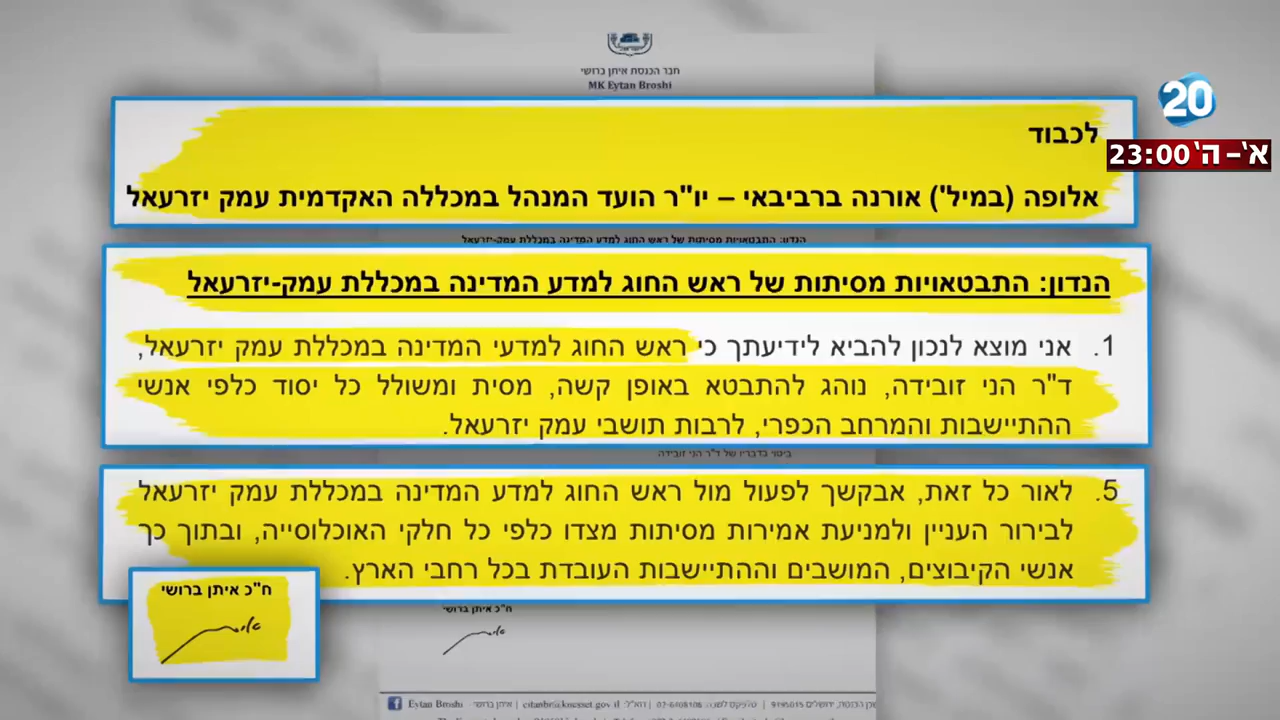 חבר הכנסת איתן ברושי
MK Eytan Broshi
20
א'-ה' 23:00
לכבוד
אלופה (במיל') אורנה ברביבאי – יו"ר הועד המנהל במכללה האקדמית עמק יזרעאל
הנדון: התבטאויות מסיתות של ראש החוג למדע המדינה במכללת עמק-יזרעאל
הנדון: התבטאויות מסיתות של ראש החוג למדע המדינה במכללת עמק-יזרעאל
1. אני מוצא לנכון להביא לידיעתך כי ראש החוג למדעי המדינה במכללת עמק יזרעאל,
ד"ר הני זובידה, נוהג להתבטא באופן קשה, מסית ומשולל כל יסוד כלפי אנשי
ההתיישבות והמרחב הכפרי, לרבות תושבי עמק יזרעאל.
ביטוי בדבריו של ד"ר הני זובידה
5. לאור כל זאת, אבקשך לפעול מול ראש החוג למדע המדינה במכללת עמק יזרעאל
לבירור העניין ולמניעת אמירות מסיתות מצדו כלפי כל חלקי האוכלוסייה, ובתוך כך
אנשי הקיבוצים, המושבים וההתיישבות העובדת בכל רחבי הארץ.
ח"כ איתן ברושי
ח"כ איתן ברושי
Eytan Broshi איתן ברושי